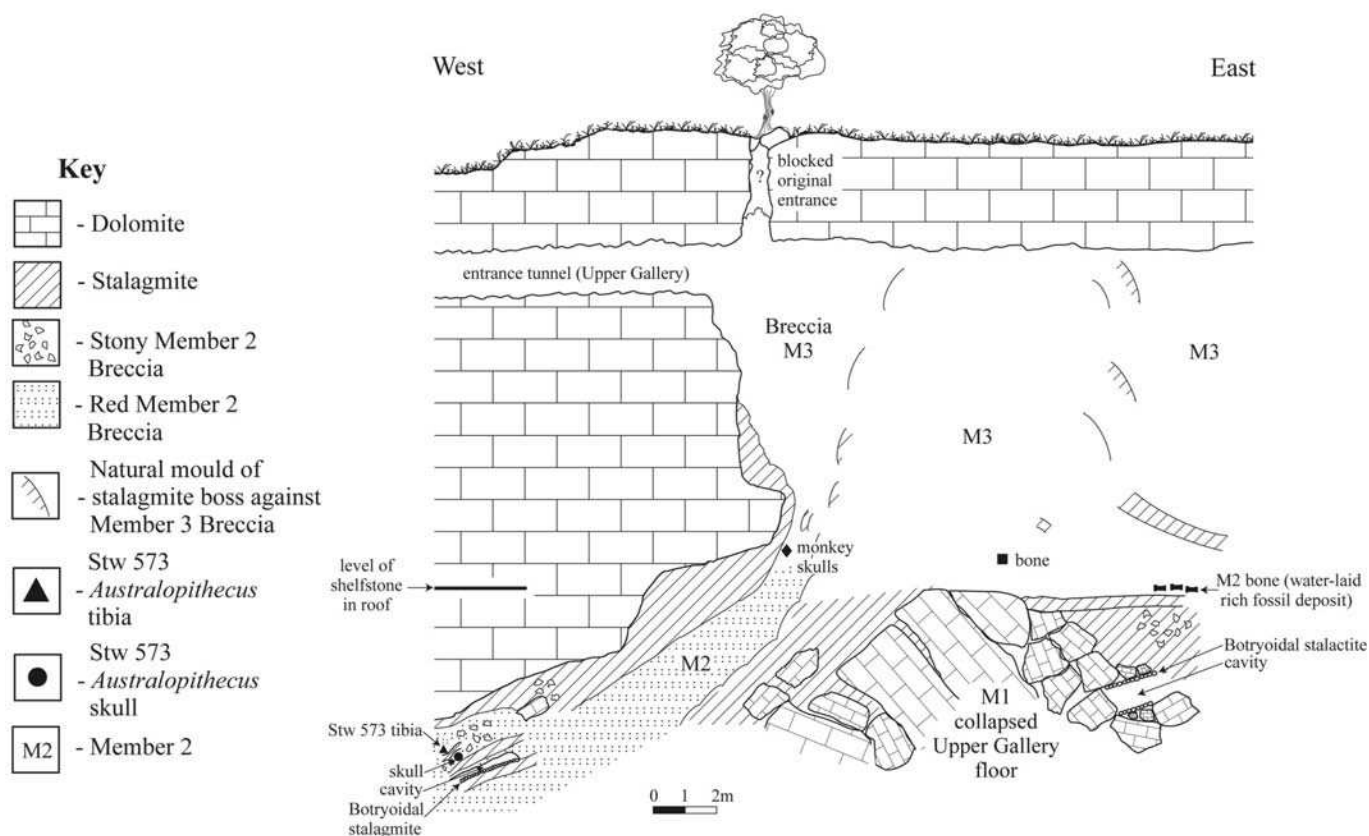 West
East
Key
- Dolomite
- Stalagmite
- Stony Member 2
Breccia
- Red Member 2
Breccia
Natural mould of
- stalagmite boss against
Member 3 Breccia
Stw 573
- Australopithecus
tibia
Stw 573
- Australopithecus
skull
M2
- Member 2
?
blocked
original
entrance
entrance tunnel (Upper Gallery)
Breccia
M3
M3
M3
level of
shelfstone
in roof
monkey
skulls
bone
M2 bone (water-laid
rich fossil deposit)
Botryoidal stalactite
cavity
M2
M1
collapsed
Upper Gallery
floor
Stw 573 tibia
skull
cavity
Botryoidal
stalagmite
0 1 2m